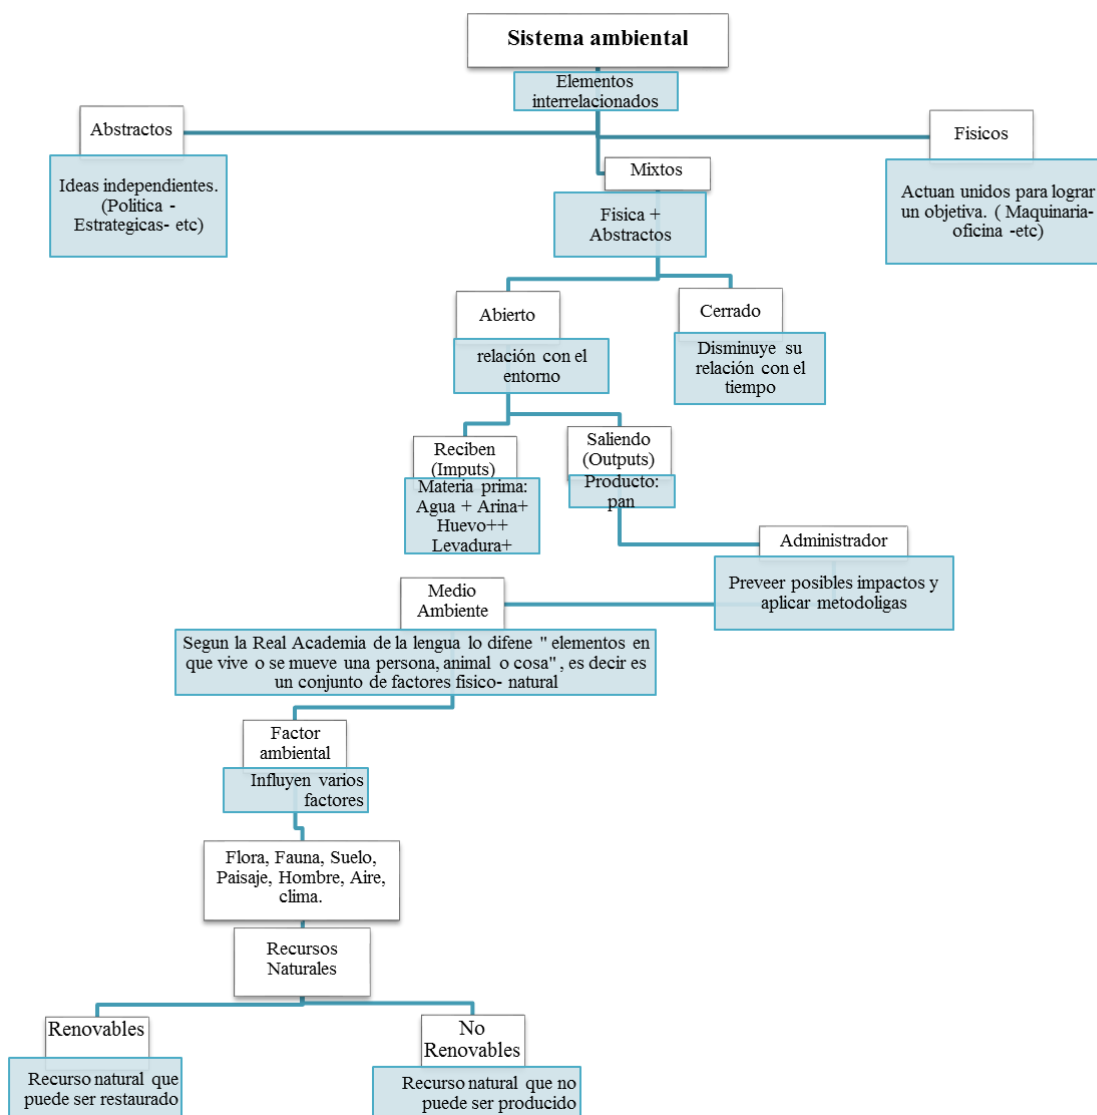 Sistema ambiental
Elementos
interrelacionados
Abstractos
Ideas independientes.
(Politica -
Estrategicas- etc)
Mixtos
Fisica +
Abstractos
Fisicos
Actuan unidos para lograr
un objetiva. ( Maquinaria-
oficina -etc)
Abierto
relación con el
entorno
Cerrado
Disminuye su
relación con el
tiempo
Reciben
(Imputs)
Materia prima:
Agua + Arina+
Huevo++
Levadura+
Saliendo
(Outputs)
Producto:
pan
Administrador
Preveer posibles impactos y
aplicar metodoligas
Medio
Ambiente
Segun la Real Academia de la lengua lo difene " elementos en
que vive o se mueve una persona, animal o cosa" , es decir es
un conjunto de factores fisico- natural
Factor
ambiental
Influyen varios
factores
Flora, Fauna, Suelo,
Paisaje, Hombre, Aire,
clima.
Recursos
Naturales
Renovables
Recurso natural que
puede ser restaurado
No
Renovables
Recurso natural que no
puede ser producido